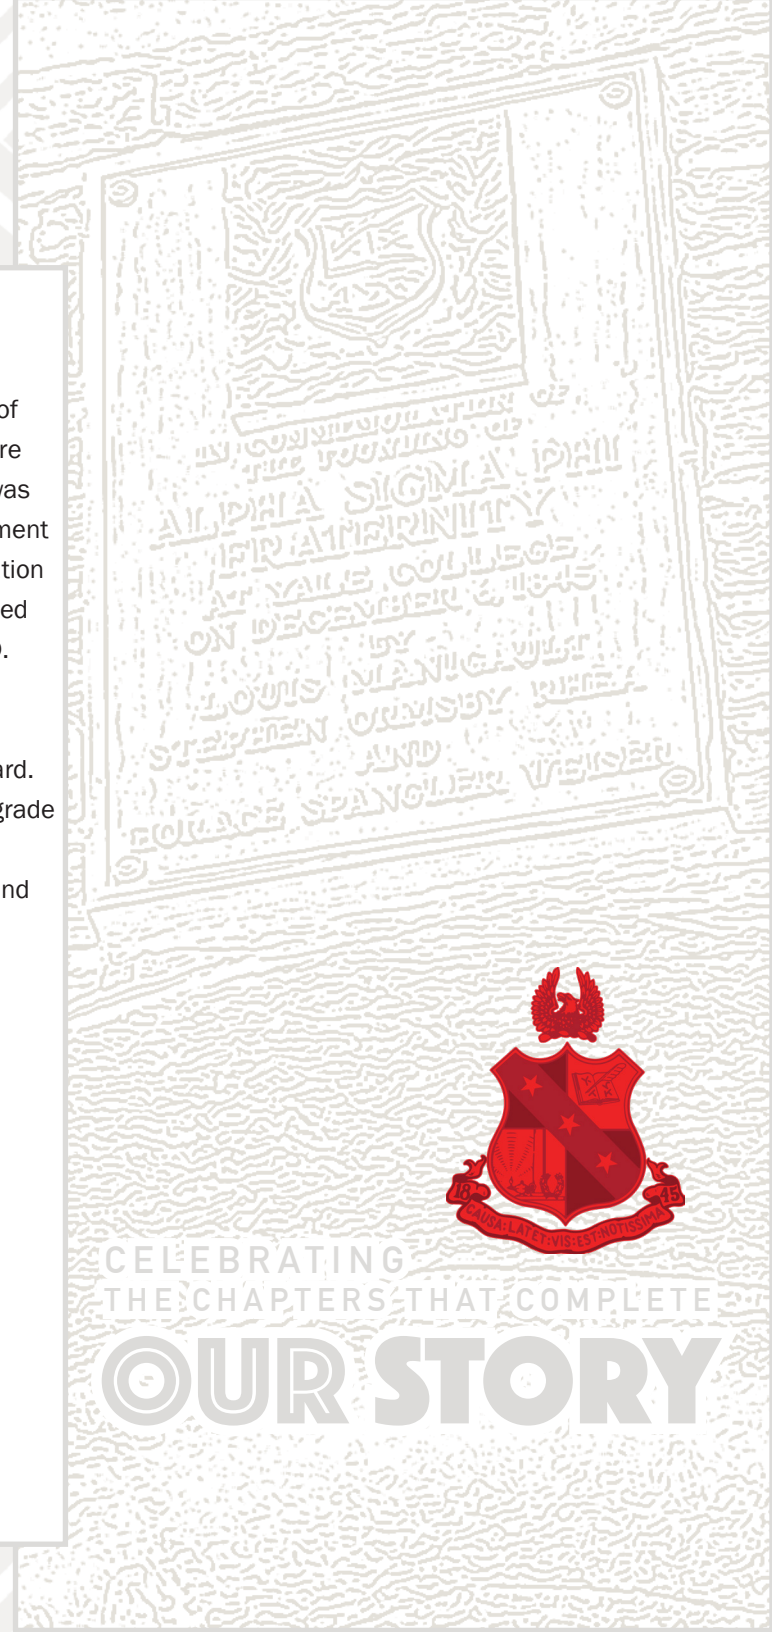 of
re
was
ment
tion
ed
.
ard.
grade
nd
IN COMMEMORATION OF
THE FOUNDING OF
ALPHA SIGMA PHI
FRATERNITY
AT YALE COLLEGE
ON DECEMBER 6, 1845
BY
LOUIS MANIGAULT
STEPHEN ORMSBY RHEA
AND
HORACE SPANGLER WEISER
18 45
CAUSA:LATET:VIS:EST:NOTISSIMA
CELEBRATING
THE CHAPTERS THAT COMPLETE
OUR STORY